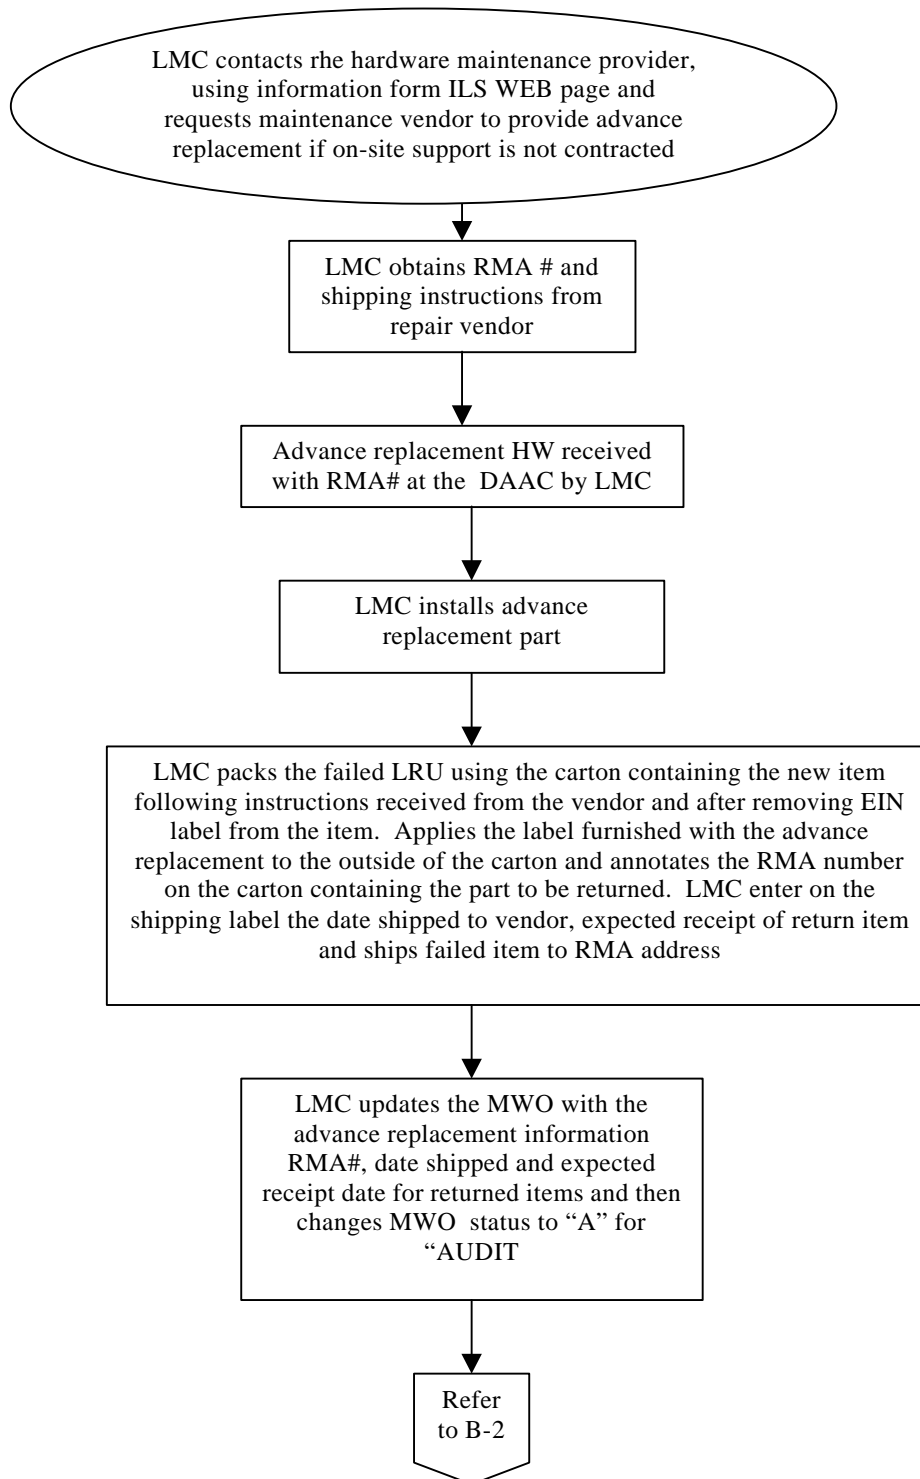 LMC contacts rhe hardware maintenance provider,
using information form ILS WEB page and
requests maintenance vendor to provide advance
replacement if on-site support is not contracted
LMC obtains RMA # and
shipping instructions from
repair vendor
Advance replacement HW received
with RMA# at the  DAAC by LMC
LMC installs advance
replacement part
LMC packs the failed LRU using the carton containing the new item
following instructions received from the vendor and after removing EIN
label from the item.  Applies the label furnished with the advance
replacement to the outside of the carton and annotates the RMA number
on the carton containing the part to be returned.  LMC enter on the
shipping label the date shipped to vendor, expected receipt of return item
and ships failed item to RMA address
LMC updates the MWO with the
advance replacement information
RMA#, date shipped and expected
receipt date for returned items and then
changes MWO  status to “A” for
“AUDIT
Refer
to B-2